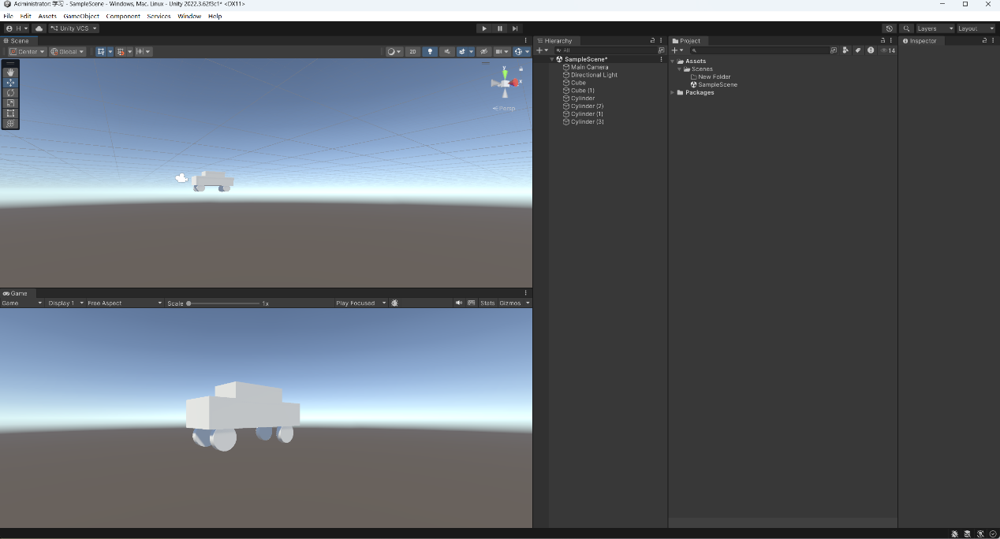 Administrator: 学习 - SampleScene - Windows, Mac, Linux - Unity 2022.3.62f3c1* <DX11>
File Edit Assets GameObject Component Services Window Help
H Unity VCS Layers Layout
Scene
Center Global 2D
y
x
Persp
Game
Game Display 1 Free Aspect Scale 1x Play Focused Stats Gizmos
Hierarchy
All
SampleScene*
Main Camera
Directional Light
Cube
Cube (1)
Cylinder
Cylinder (2)
Cylinder (1)
Cylinder (3)
Project
14
Assets
Scenes
New Folder
SampleScene
Packages
Inspector